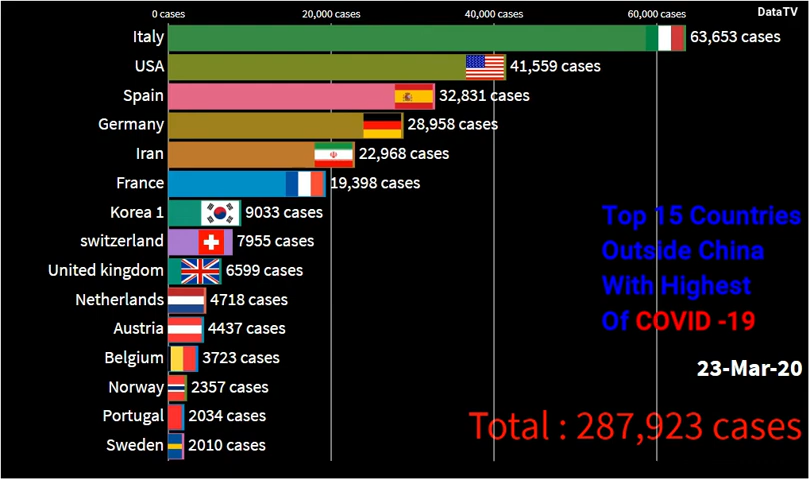 0 cases 20,000 cases 40,000 cases 60,000 cases DataTV
Italy 63,653 cases
USA 41,559 cases
Spain 32,831 cases
Germany 28,958 cases
Iran 22,968 cases
France 19,398 cases
Korea 1 9033 cases
switzerland 7955 cases
United kingdom 6599 cases
Netherlands 4718 cases
Austria 4437 cases
Belgium 3723 cases
Norway 2357 cases
Portugal 2034 cases
Sweden 2010 cases
Top 15 Countries
Outside China
With Highest
Of COVID -19
23-Mar-20
Total : 287,923 cases